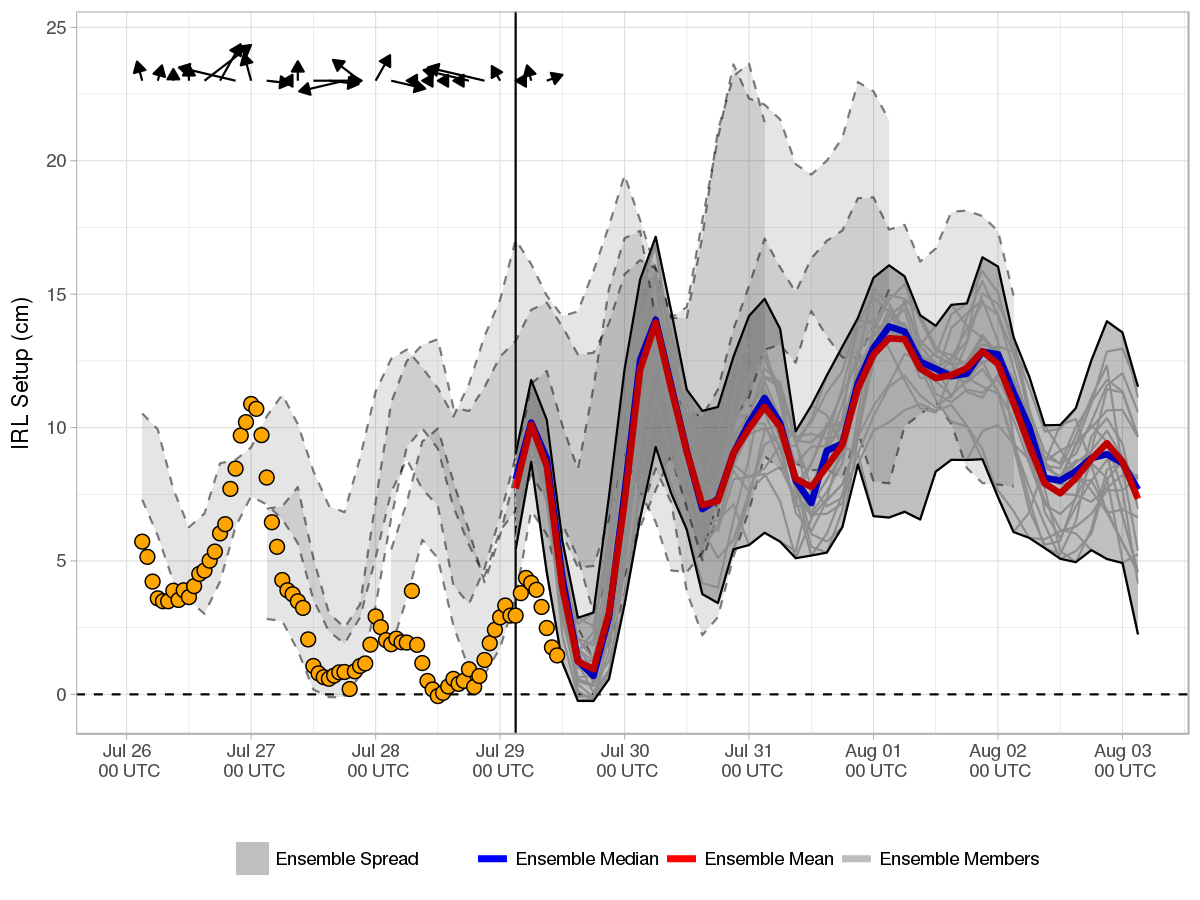 25
20
15
10
5
0
IRL Setup (cm)
Jul 26
00 UTC
Jul 27
00 UTC
Jul 28
00 UTC
Jul 29
00 UTC
Jul 30
00 UTC
Jul 31
00 UTC
Aug 01
00 UTC
Aug 02
00 UTC
Aug 03
00 UTC
Ensemble Spread
Ensemble Median
Ensemble Mean
Ensemble Members